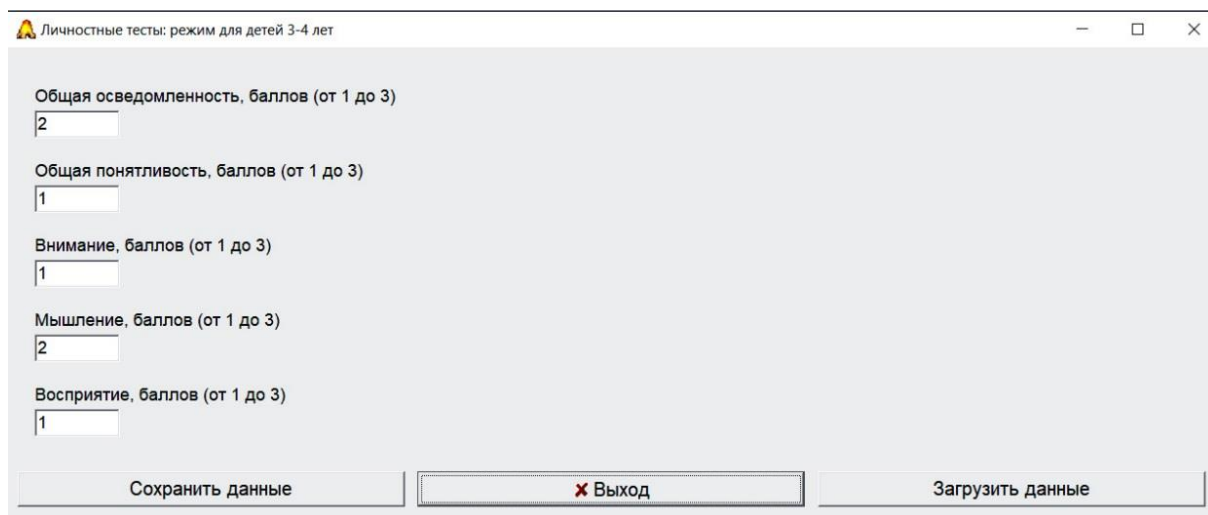 Личностные тесты: режим для детей 3-4 лет
Общая осведомленность, баллов (от 1 до 3)
2
Общая понятливость, баллов (от 1 до 3)
1
Внимание, баллов (от 1 до 3)
1
Мышление, баллов (от 1 до 3)
2
Восприятие, баллов (от 1 до 3)
1
Сохранить данные
Выход
Загрузить данные